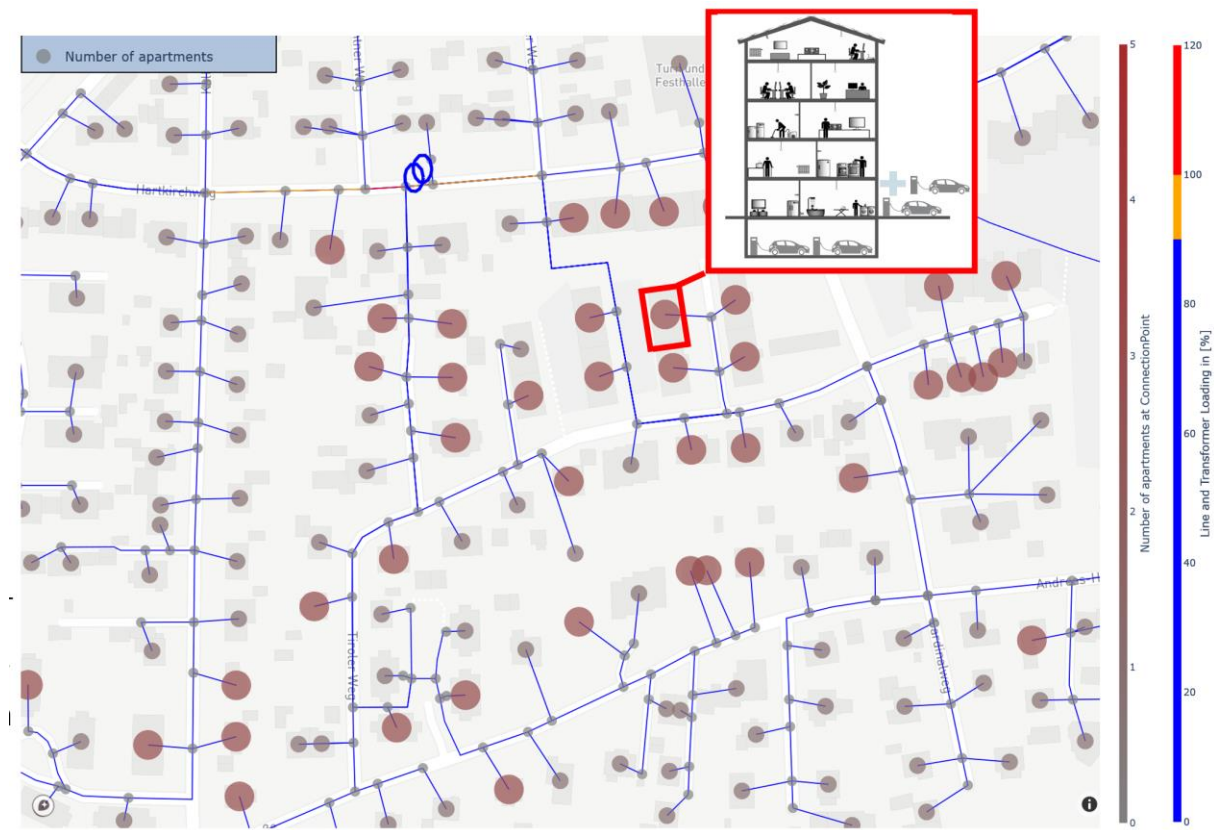 Number of apartments
Weg
Turn und
Festhalle
Hartkirchweg
Tiroler Weg
Andreas-H
Number of apartments at ConnectionPoint
5
4
3
2
1
0
Line and Transformer Loading in [%]
120
100
80
60
40
20
0